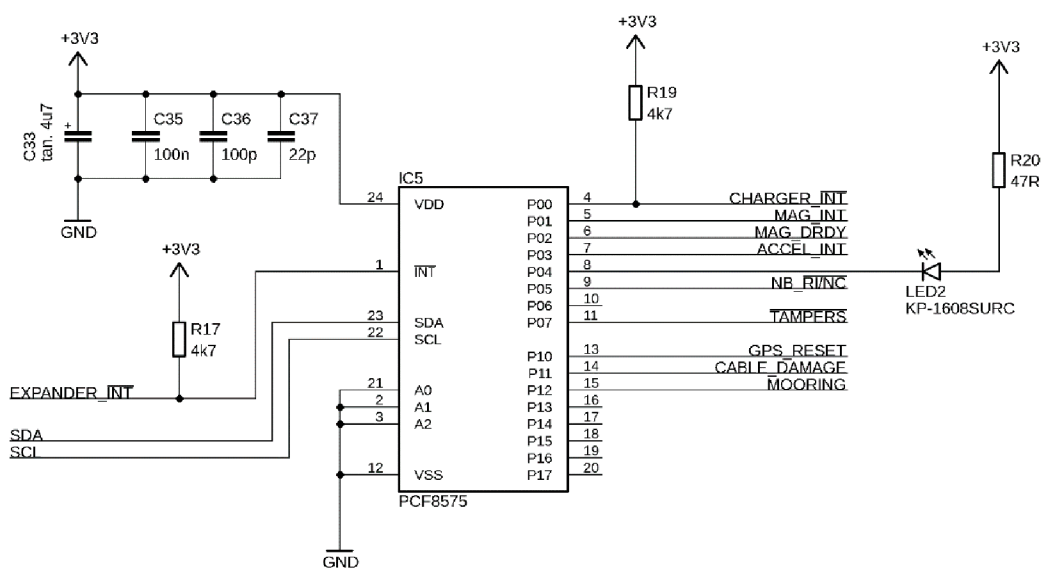 +3V3
+3V3
+3V3
C33
tan. 4u7
+
C35
100n
C36
100p
C37
22p
R19
4k7
R20
47R
GND
IC5
24 VDD
P00 4 CHARGER_INT
P01 5 MAG_INT
P02 6 MAG_DRDY
P03 7 ACCEL_INT
+3V3
1 INT
P04 8
P05 9 NB_RI/NC
LED2
KP-1608SURC
P06 10
23 SDA
P07 11 TAMPERS
R17
4k7
22 SCL
P10 13 GPS_RESET
P11 14 CABLE_DAMAGE
EXPANDER_INT
21 A0
P12 15 MOORING
2 A1
P13 16
3 A2
P14 17
SDA
P15 18
SCL
P16 19
12 VSS
P17 20
PCF8575
GND